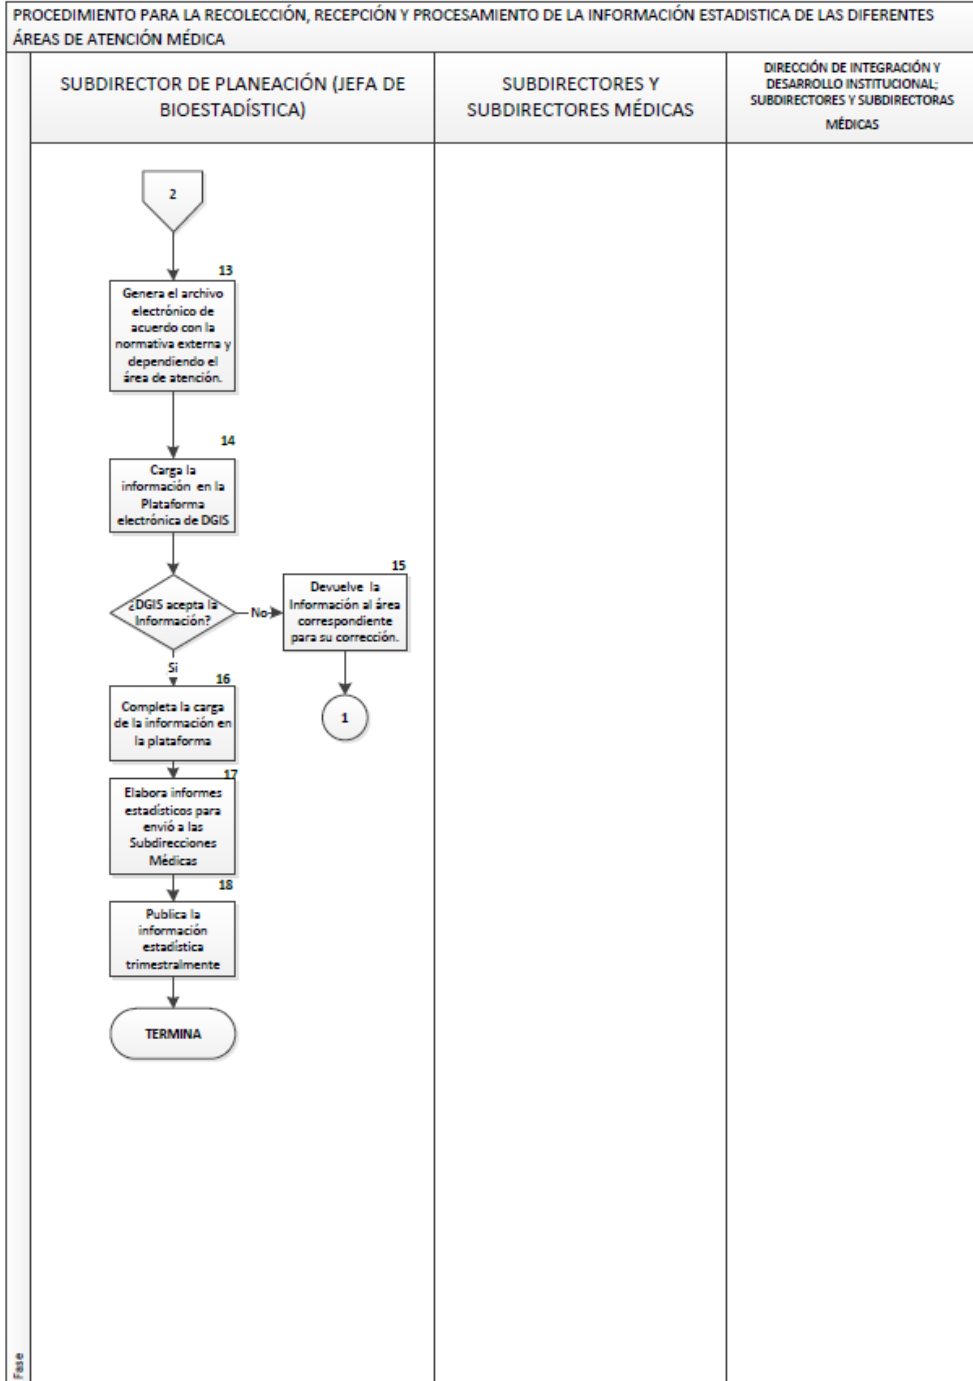 PROCEDIMIENTO PARA LA RECOLECCIÓN, RECEPCIÓN Y PROCESAMIENTO DE LA INFORMACIÓN ESTADISTICA DE LAS DIFERENTES
ÁREAS DE ATENCIÓN MÉDICA
SUBDIRECTOR DE PLANEACIÓN (JEFA DE
BIOESTADÍSTICA)
SUBDIRECTORES Y
SUBDIRECTORES MÉDICAS
DIRECCIÓN DE INTEGRACIÓN Y
DESARROLLO INSTITUCIONAL;
SUBDIRECTORES Y SUBDIRECTORAS
MÉDICAS
2
13
Genera el archivo
electrónico de
acuerdo con la
normativa externa y
dependiendo el
área de atención.
14
Carga la
información en la
Plataforma
electrónica de DGIS
¿DGIS acepta la
Información?
No
15
Devuelve la
Información al área
correspondiente
para su corrección.
1
Si
16
Completa la carga
de la información en
la plataforma
17
Elabora informes
estadísticos para
envió a las
Subdirecciones
Médicas
18
Publica la
información
estadística
trimestralmente
TERMINA
Fase